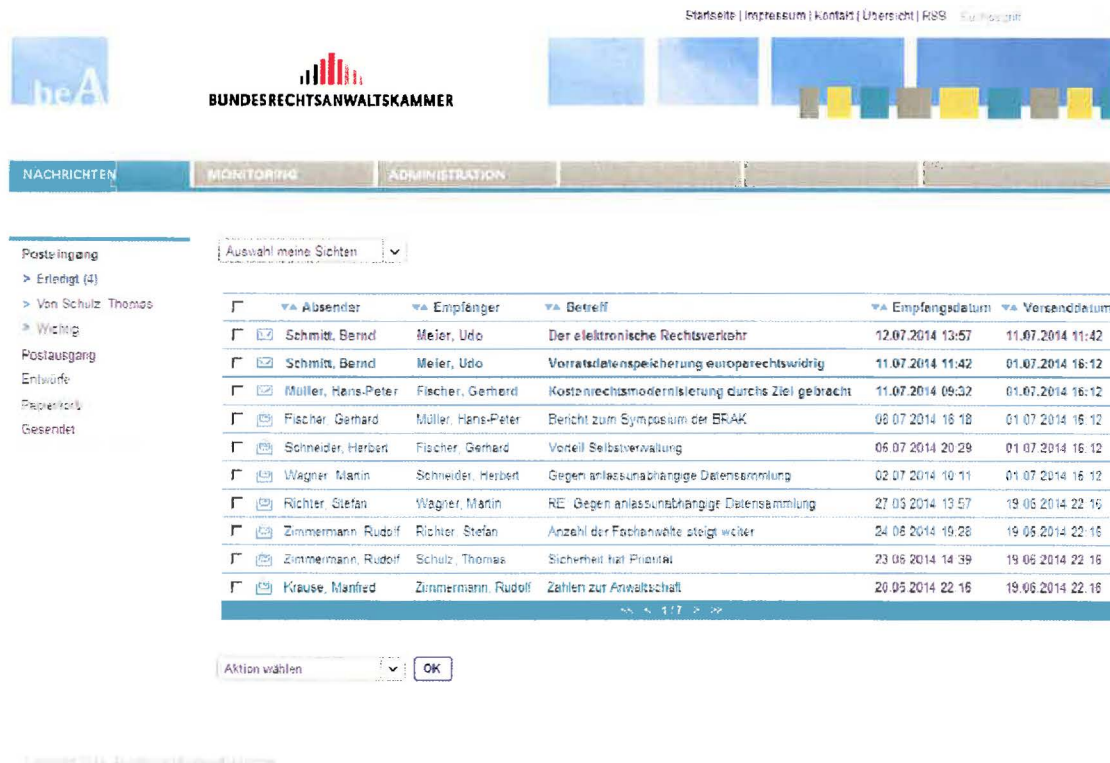 Startseite | Impressum | Kontakt | Übersicht | RSS Suchbegriff
beA
BUNDESRECHTSANWALTSKAMMER
NACHRICHTEN MONITORING ADMINISTRATION
Posteingang
> Erledigt (4)
> Von Schulz, Thomas
> Wichtig
Postausgang
Entwürfe
Papierkorb
Gesendet
Auswahl meine Sichten
Absender Empfänger Betreff Empfangsdatum Versanddatum
Schmitt, Bernd Meier, Udo Der elektronische Rechtsverkehr 12.07.2014 13:57 11.07.2014 11:42
Schmitt, Bernd Meier, Udo Vorratsdatenspeicherung europarechtswidrig 11.07.2014 11:42 01.07.2014 16:12
Müller, Hans-Peter Fischer, Gerhard Kostenrechtsmodernisierung durchs Ziel gebracht 11.07.2014 09:32 01.07.2014 16:12
Fischer, Gerhard Müller, Hans-Peter Bericht zum Symposium der BRAK 08.07.2014 16:18 01.07.2014 16:12
Schneider, Herbert Fischer, Gerhard Vorteil Selbstverwaltung 06.07.2014 20:29 01.07.2014 16:12
Wagner, Martin Schneider, Herbert Gegen anlassunabhängige Datensammlung 02.07.2014 10:11 01.07.2014 16:12
Richter, Stefan Wagner, Martin RE: Gegen anlassunabhängige Datensammlung 27.06.2014 13:57 19.06.2014 22:16
Zimmermann, Rudolf Richter, Stefan Anzahl der Fachanwälte steigt weiter 24.06.2014 19:28 19.06.2014 22:16
Zimmermann, Rudolf Schulz, Thomas Sicherheit hat Priorität 23.06.2014 14:39 19.06.2014 22:16
Krause, Manfred Zimmermann, Rudolf Zahlen zur Anwaltschaft 20.06.2014 22:16 19.06.2014 22:16
<< < 1/7 > >>
Aktion wählen OK